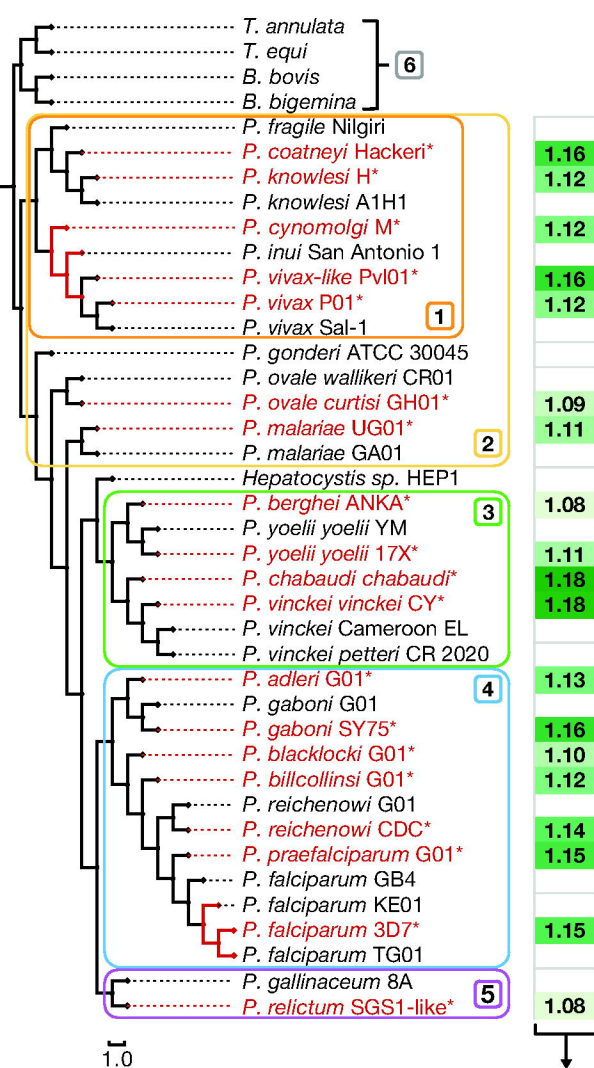 T. annulata
T. equi
6
B. bovis
B. bigemina
P. fragile Nilgiri
P. coatneyi Hackeri* 1.16
P. knowlesi H* 1.12
P. knowlesi A1H1
P. cynomolgi M* 1.12
P. inui San Antonio 1
P. vivax-like Pvl01* 1.16
P. vivax P01* 1.12
1
P. vivax Sal-1
P. gonderi ATCC 30045
P. ovale wallikeri CR01
P. ovale curtisi GH01* 1.09
P. malariae UG01* 1.11
2
P. malariae GA01
Hepatocystis sp. HEP1
P. berghei ANKA* 1.08
3
P. yoelii yoelii YM
P. yoelii yoelii 17X* 1.11
P. chabaudi chabaudi* 1.18
P. vinckei vinckei CY* 1.18
P. vinckei Cameroon EL
P. vinckei petteri CR 2020
P. adleri G01* 1.13
4
P. gaboni G01
P. gaboni SY75* 1.16
P. blacklocki G01* 1.10
P. billcollinsi G01* 1.12
P. reichenowi G01
P. reichenowi CDC* 1.14
P. praefalciparum G01* 1.15
P. falciparum GB4
P. falciparum KE01
P. falciparum 3D7* 1.15
P. falciparum TG01
P. gallinaceum 8A
5
P. relictum SGS1-like* 1.08
1.0